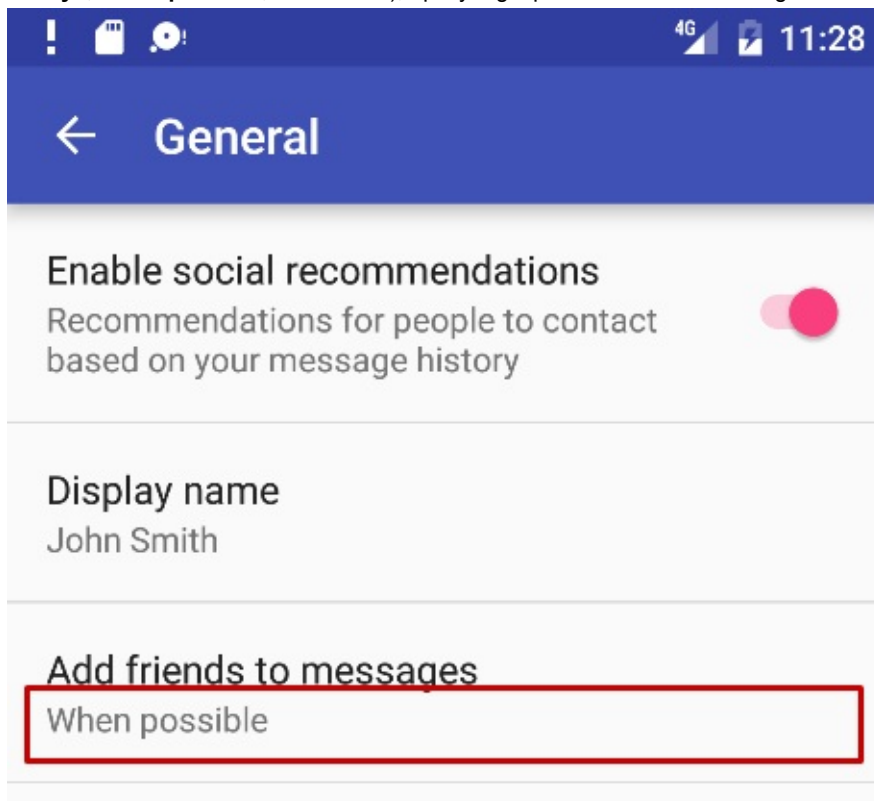 4G 11:28
General
Enable social recommendations
Recommendations for people to contact
based on your message history
Display name
John Smith
Add friends to messages
When possible